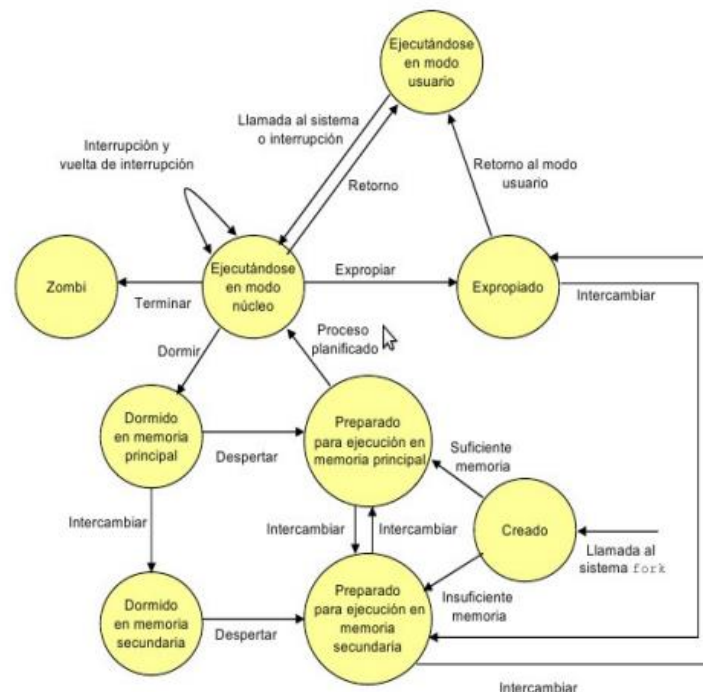 Ejecutándose
en modo
usuario
Llamada al sistema
o interrupción
Interrupción y
vuelta de interrupción
Retorno
Retorno al modo
usuario
Zombi
Terminar
Ejecutándose
en modo
núcleo
Expropiar
Expropiado
Intercambiar
Dormir
Proceso
planificado
Dormido
en memoria
principal
Despertar
Preparado
para ejecución en
memoria principal
Suficiente
memoria
Intercambiar
Intercambiar
Intercambiar
Creado
Llamada al
sistema fork
Insuficiente
memoria
Dormido
en memoria
secundaria
Despertar
Preparado
para ejecución en
memoria
secundaría
Intercambiar